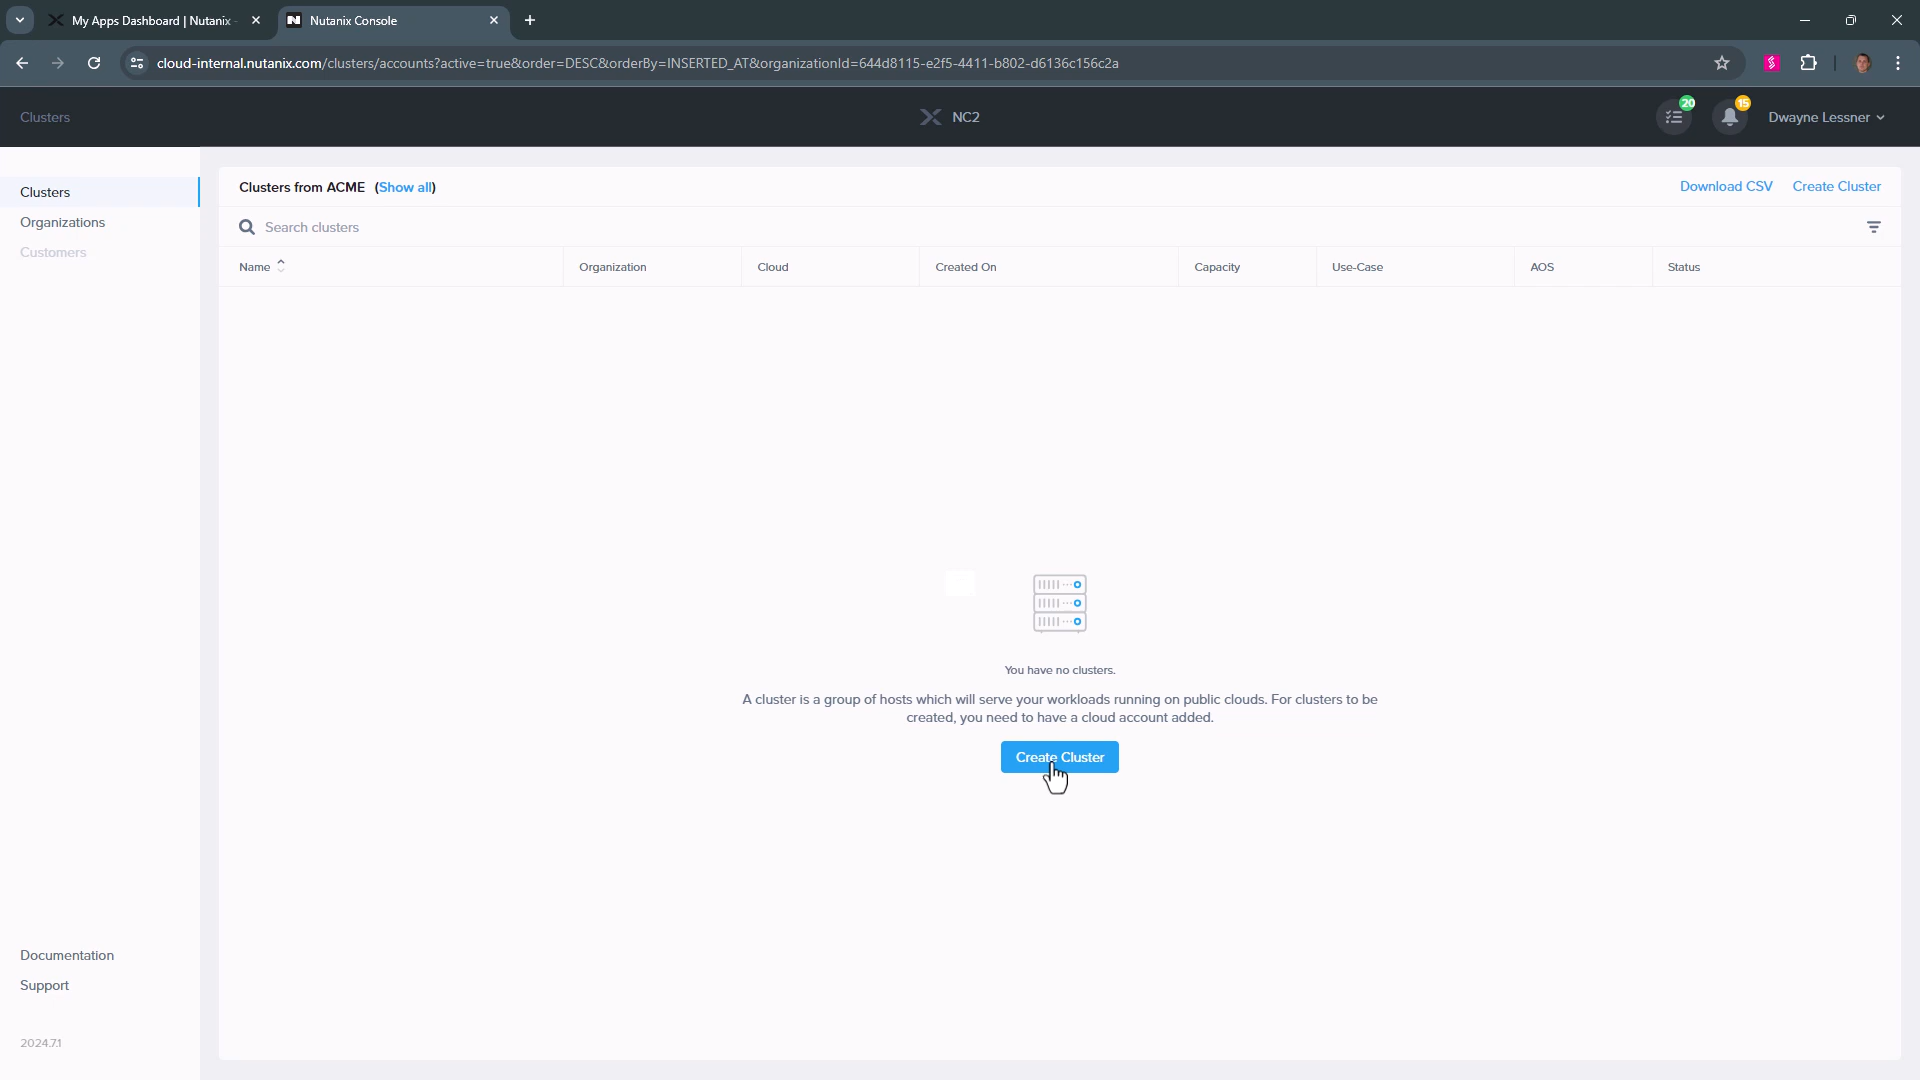 My Apps Dashboard | Nutanix
Nutanix Console
cloud-internal.nutanix.com/clusters/accounts?active=true&order=DESC&orderBy=INSERTED_AT&organizationId=644d8115-e2f5-4411-b802-d6136c156c2a
Clusters
NC2
20
15
Dwayne Lessner
Clusters
Organizations
Customers
Clusters from ACME (Show all)
Download CSV
Create Cluster
Search clusters
Name
Organization
Cloud
Created On
Capacity
Use-Case
AOS
Status
You have no clusters.
A cluster is a group of hosts which will serve your workloads running on public clouds. For clusters to be
created, you need to have a cloud account added.
Create Cluster
Documentation
Support
2024.7.1